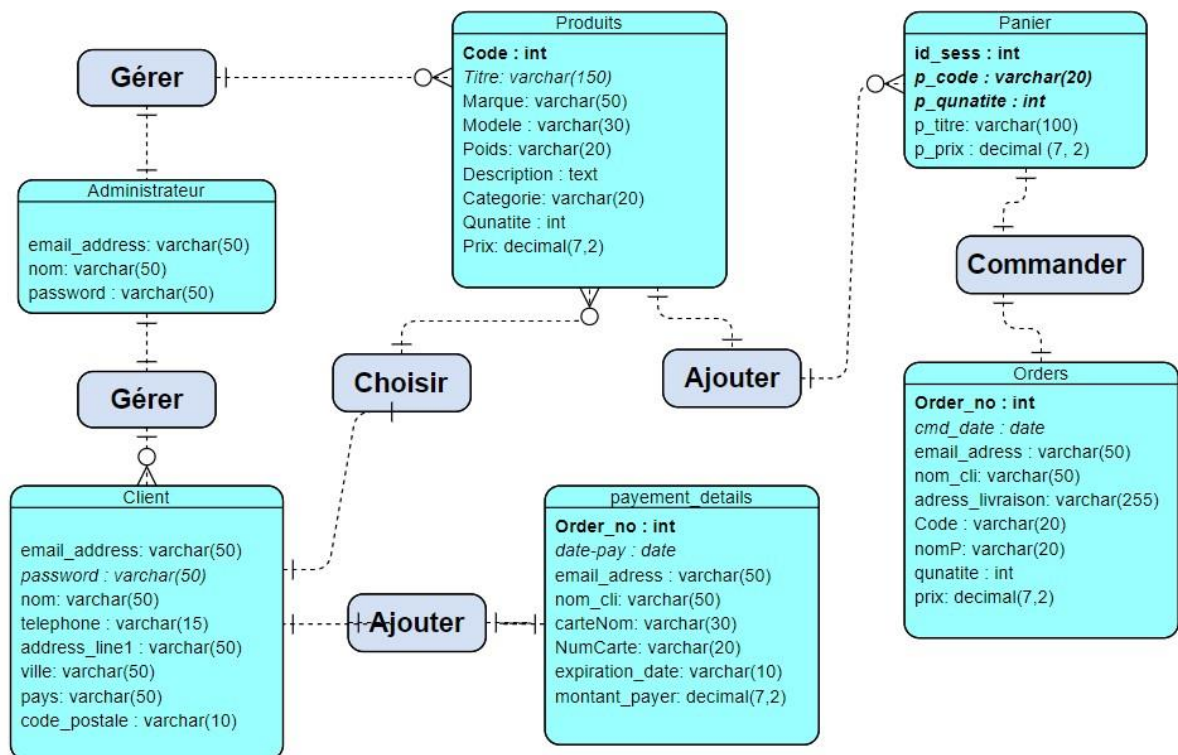 Produits
Code : int
Titre: varchar(150)
Marque: varchar(50)
Modele : varchar(30)
Poids: varchar(20)
Description : text
Categorie: varchar(20)
Qunatite : int
Prix: decimal(7,2)
Panier
id_sess : int
p_code : varchar(20)
p_qunatite : int
p_titre: varchar(100)
p_prix : decimal (7, 2)
Gérer
Administrateur
email_address: varchar(50)
nom: varchar(50)
password : varchar(50)
Commander
Gérer
Choisir
Ajouter
Orders
Order_no : int
cmd_date : date
email_adress : varchar(50)
nom_cli: varchar(50)
adress_livraison: varchar(255)
Code : varchar(20)
nomP: varchar(20)
qunatite : int
prix: decimal(7,2)
Client
email_address: varchar(50)
password : varchar(50)
nom: varchar(50)
telephone : varchar(15)
address_line1 : varchar(50)
ville: varchar(50)
pays: varchar(50)
code_postale : varchar(10)
Ajouter
payement_details
Order_no : int
date-pay : date
email_adress : varchar(50)
nom_cli: varchar(50)
carteNom: varchar(30)
NumCarte: varchar(20)
expiration_date: varchar(10)
montant_payer: decimal(7,2)